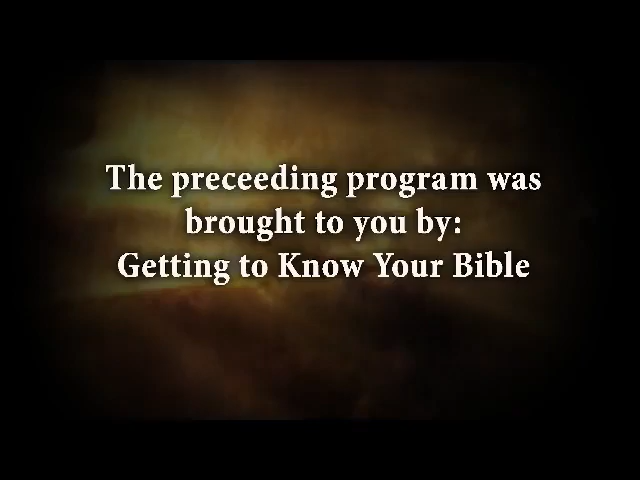 The preceeding program was
brought to you by:
Getting to Know Your Bible